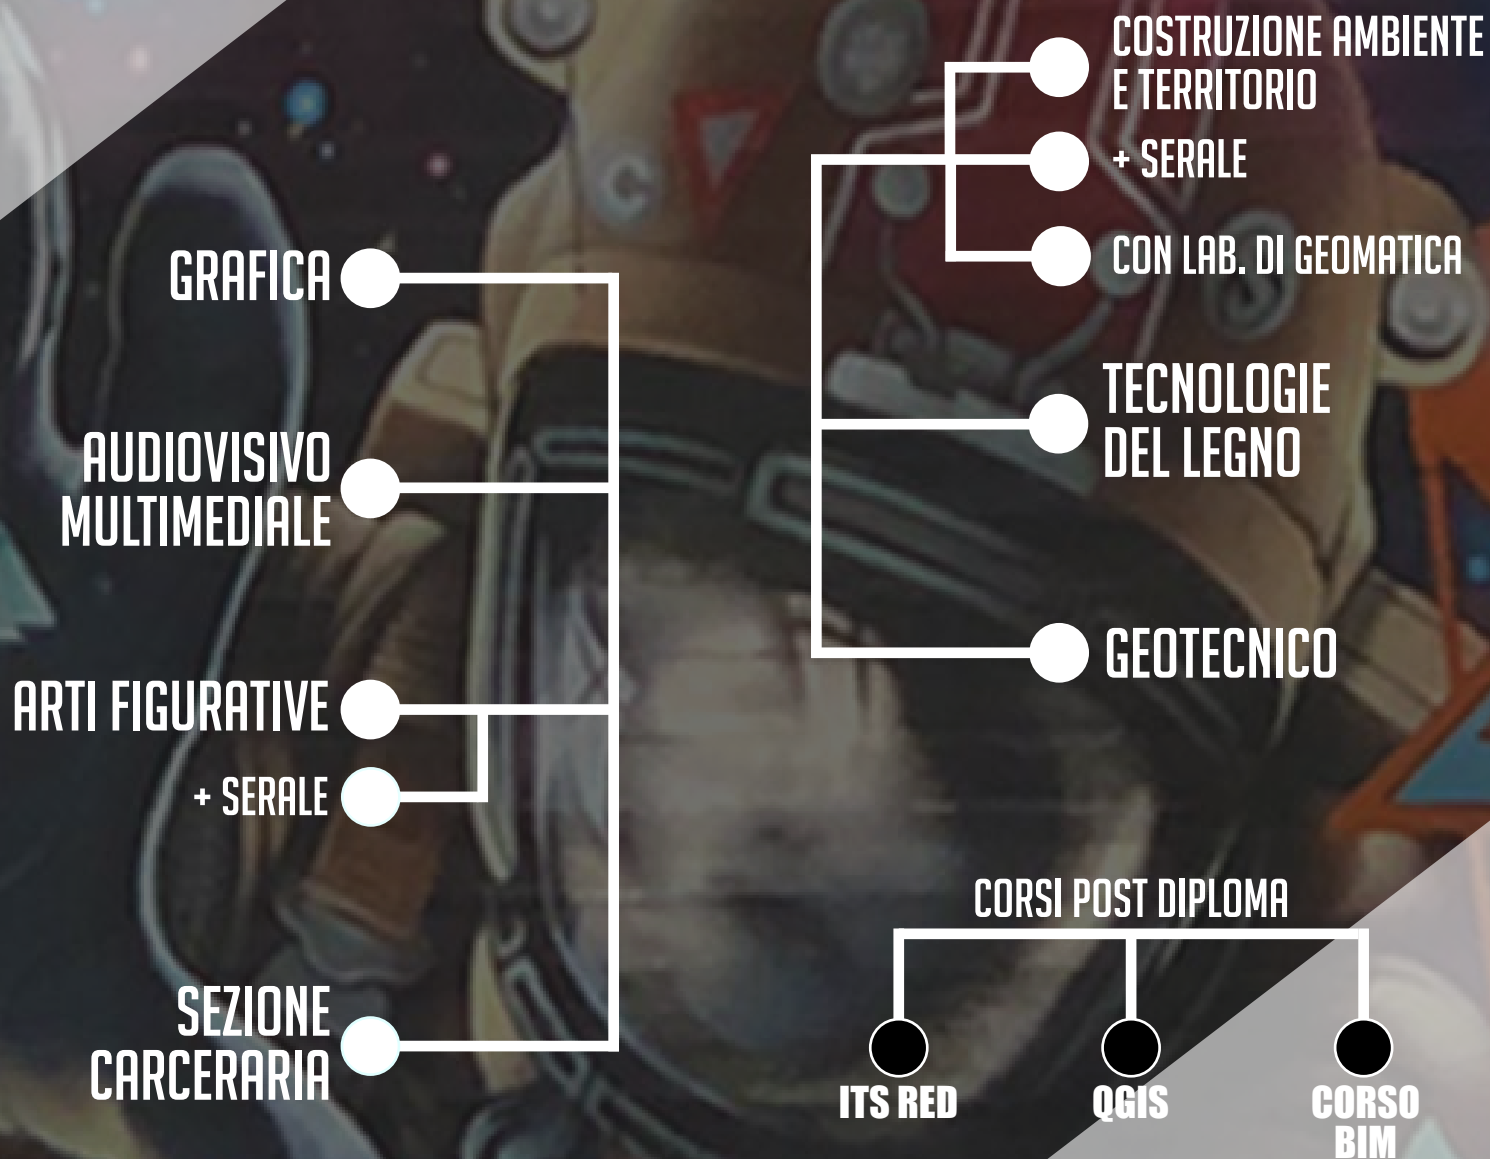 GRAFICA
AUDIOVISIVO
MULTIMEDIALE
ARTI FIGURATIVE
+ SERALE
SEZIONE
CARCERARIA
COSTRUZIONE AMBIENTE
E TERRITORIO
+ SERALE
CON LAB. DI GEOMATICA
TECNOLOGIE
DEL LEGNO
GEOTECNICO
CORSI POST DIPLOMA
ITS RED
QGIS
CORSO
BIM